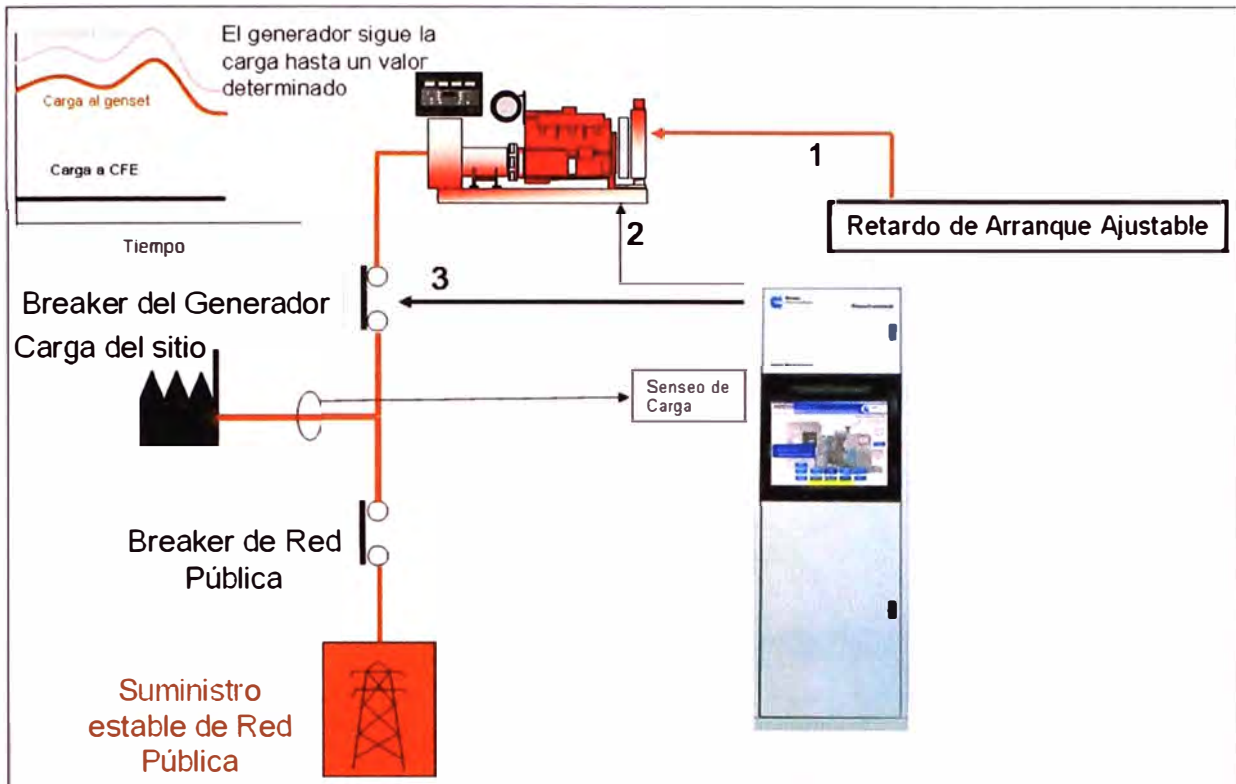 El generador sigue la
carga hasta un valor
determinado
Carga al genset
Carga a CFE
Tiempo
1
Retardo de Arranque Ajustable
2
3
Breaker del Generador
Carga del sitio
Senseo de
Carga
Breaker de Red
Pública
Suministro
estable de Red
Pública